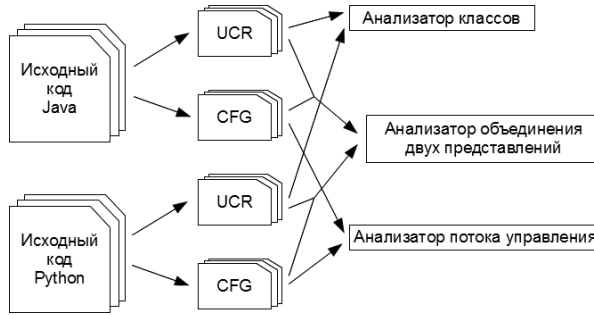 Исходный
код
Java
UCR
CFG
Исходный
код
Python
UCR
CFG
Анализатор классов
Анализатор объединения
двух представлений
Анализатор потока управления